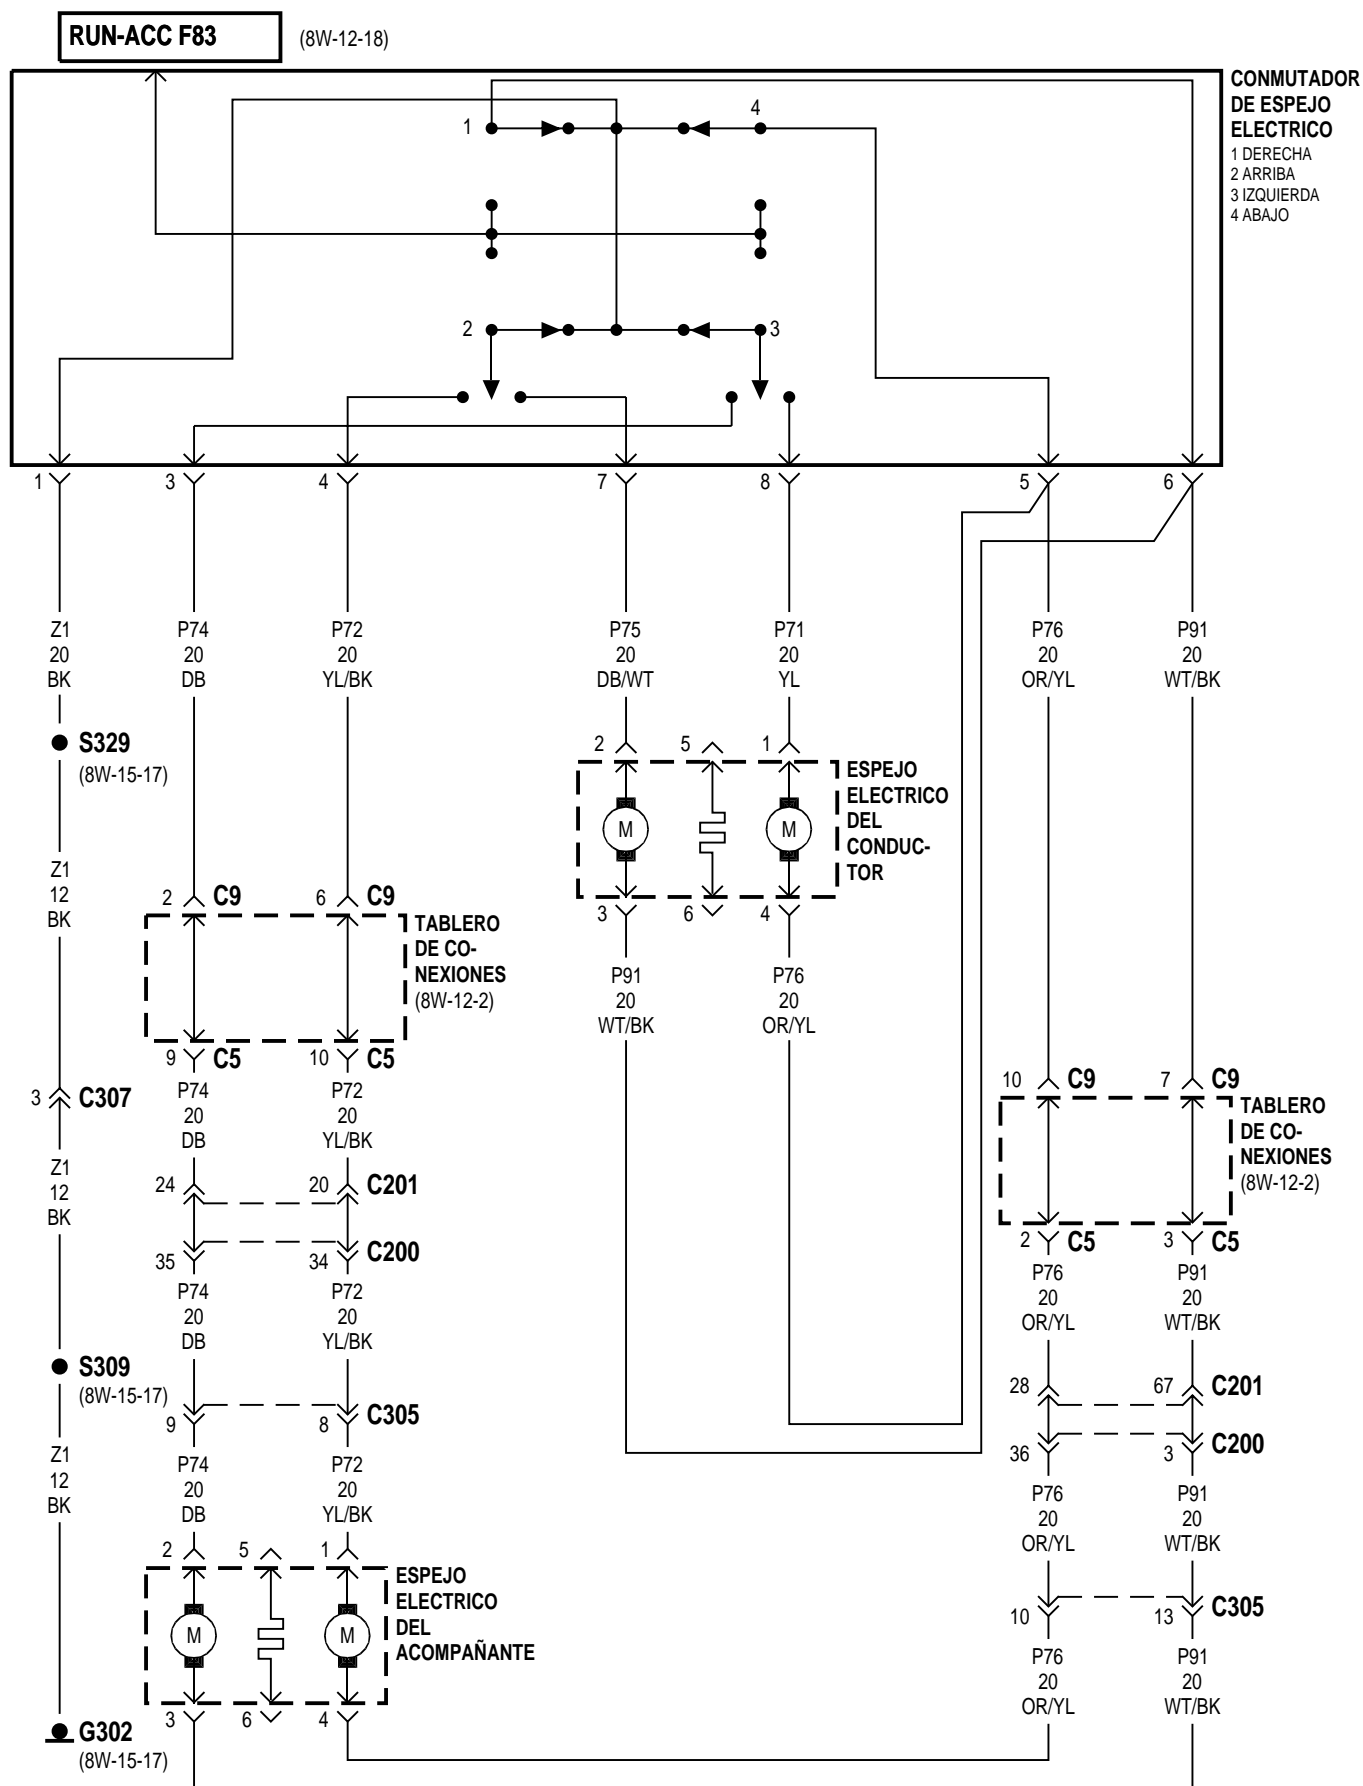 RUN-ACC F83 (8W-12-18)
CONMUTADOR
DE ESPEJO
ELECTRICO
1 DERECHA
2 ARRIBA
3 IZQUIERDA
4 ABAJO
1 4
2 3
1 3 4 7 8 5 6
Z1 P74 P72 P75 P71 P76 P91
20 20 20 20 20 20 20
BK DB YL/BK DB/WT YL OR/YL WT/BK
S329
(8W-15-17)
2 5 1
ESPEJO
ELECTRICO
DEL
CONDUC-
TOR
M M
3 6 4
P91 P76
20 20
WT/BK OR/YL
Z1
12
BK
2 C9 6 C9
TABLERO
DE CO-
NEXIONES
(8W-12-2)
9 C5 10 C5
P74 P72
20 20
DB YL/BK
3 C307
10 C9 7 C9
TABLERO
DE CO-
NEXIONES
(8W-12-2)
2 C5 3 C5
P76 P91
20 20
OR/YL WT/BK
Z1
12
BK
24 20 C201
35 34 C200
P74 P72
20 20
DB YL/BK
S309
(8W-15-17)
9 8 C305
28 67 C201
36 3 C200
P76 P91
20 20
OR/YL WT/BK
Z1
12
BK
P74 P72
20 20
DB YL/BK
2 5 1
ESPEJO
ELECTRICO
DEL
ACOMPAÑANTE
M M
3 6 4
10 13 C305
P76 P91
20 20
OR/YL WT/BK
G302
(8W-15-17)